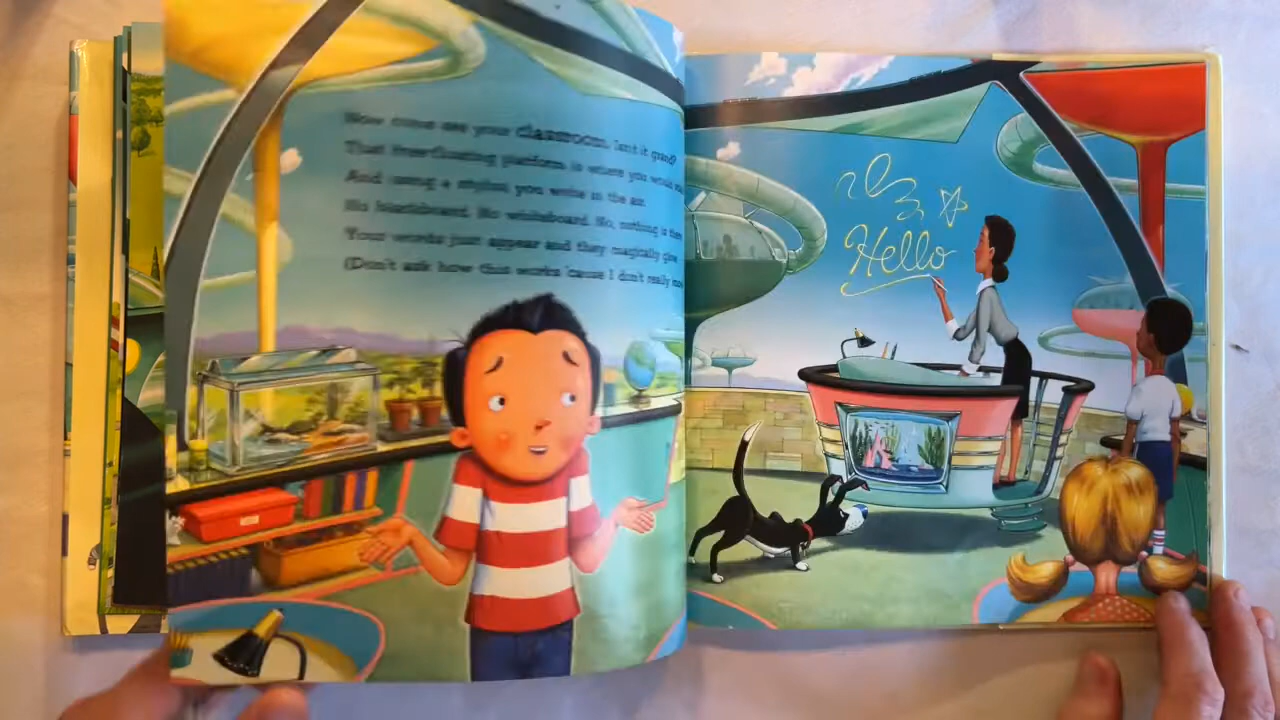 Now come see your classroom. Isn't it grand?
That free-floating platform is where you would
And using a stylus you write in the air.
No blackboard. No whiteboard. No, nothing is there
Your words just appear and they magically glow
(Don't ask how this works 'cause I don't really
Hello